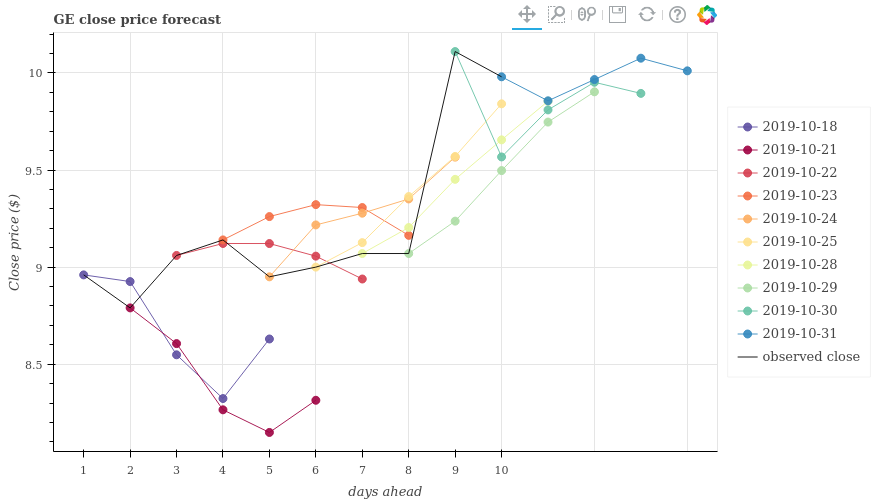 GE close price forecast
10
9.5
9
8.5
Close price ($)
1 2 3 4 5 6 7 8 9 10
days ahead
2019-10-18
2019-10-21
2019-10-22
2019-10-23
2019-10-24
2019-10-25
2019-10-28
2019-10-29
2019-10-30
2019-10-31
observed close